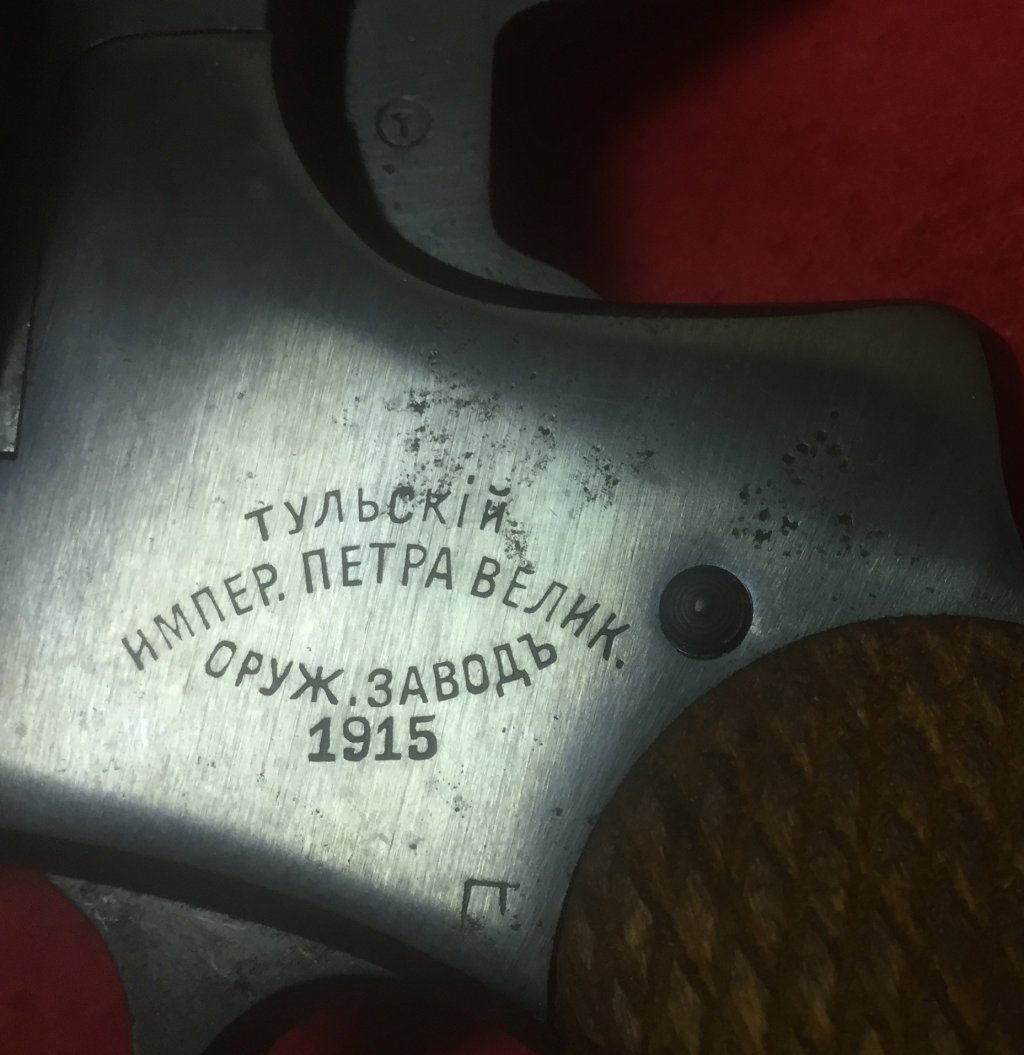 Т
ТУЛЬСКІЙ
ИМПЕР. ПЕТРА ВЕЛИК.
ОРУЖ. ЗАВОДЪ
1915
П